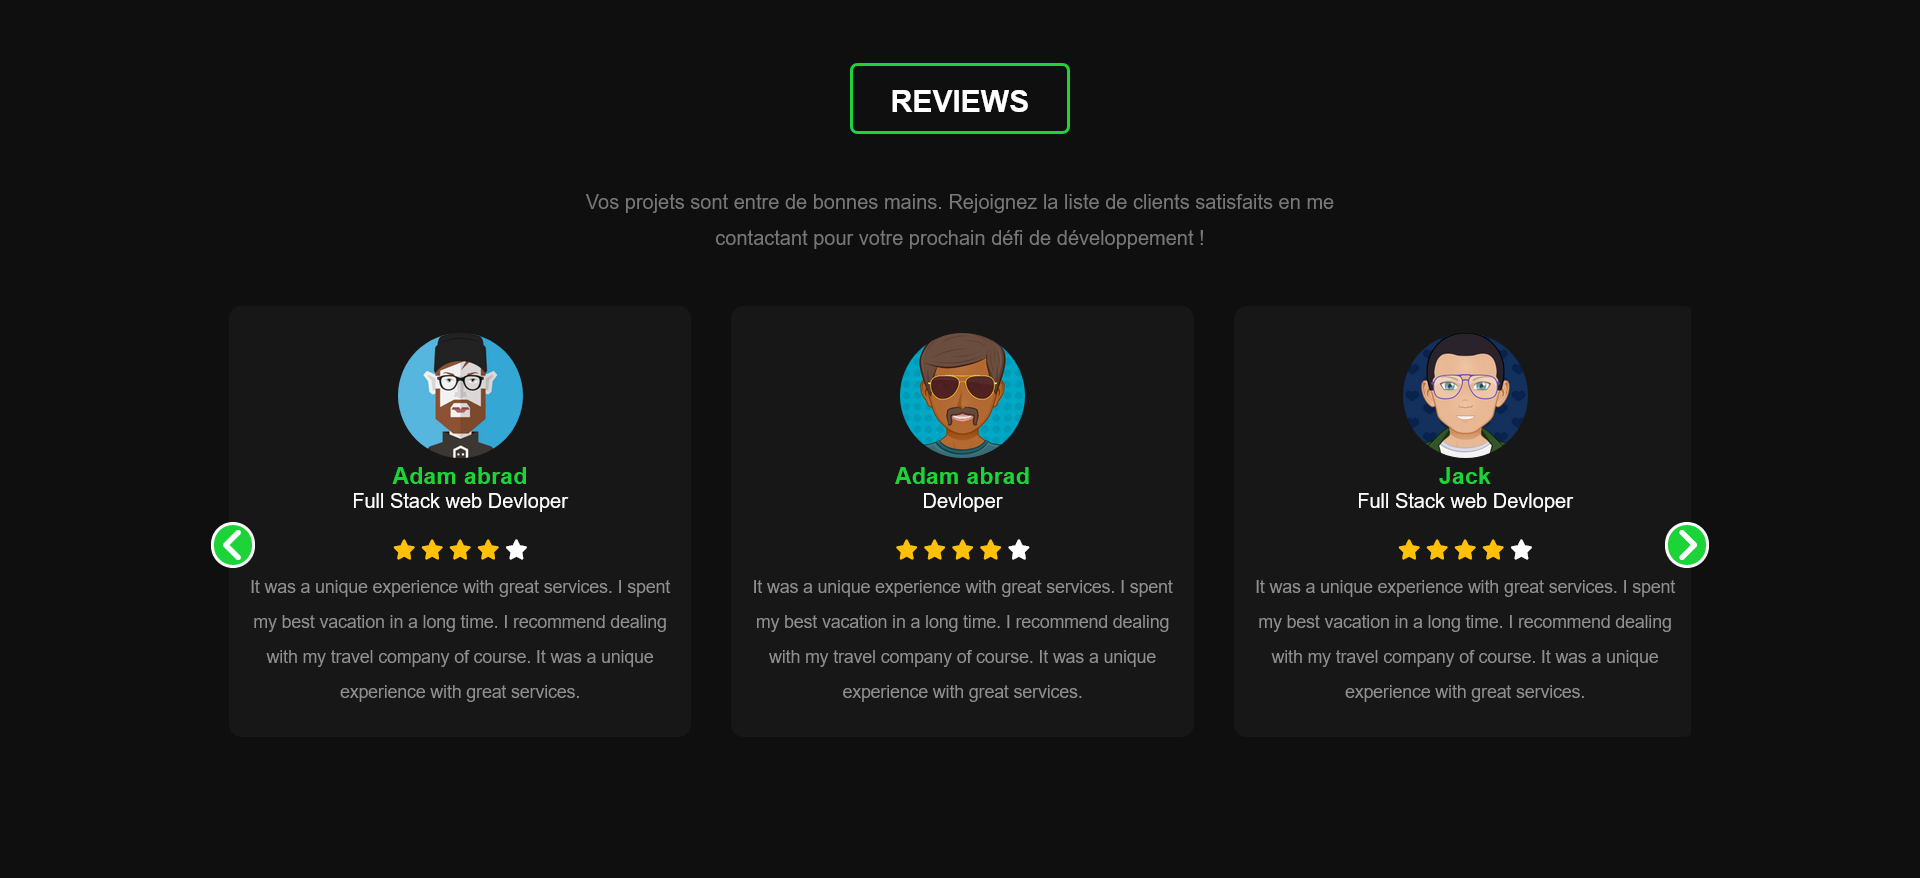 REVIEWS
Vos projets sont entre de bonnes mains. Rejoignez la liste de clients satisfaits en me
contactant pour votre prochain défi de développement !
Adam abrad
Full Stack web Devloper
It was a unique experience with great services. I spent
my best vacation in a long time. I recommend dealing
with my travel company of course. It was a unique
experience with great services.
Adam abrad
Devloper
It was a unique experience with great services. I spent
my best vacation in a long time. I recommend dealing
with my travel company of course. It was a unique
experience with great services.
Jack
Full Stack web Devloper
It was a unique experience with great services. I spent
my best vacation in a long time. I recommend dealing
with my travel company of course. It was a unique
experience with great services.